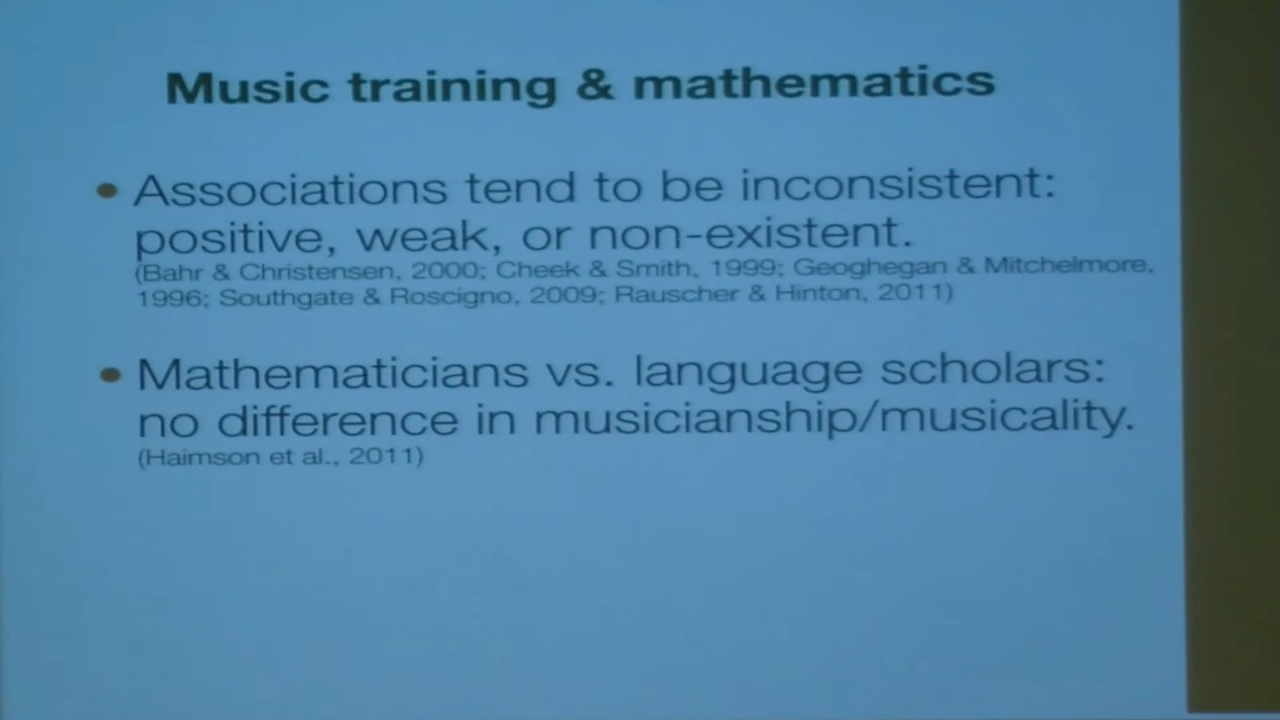 Music training & mathematics
• Associations tend to be inconsistent:
positive, weak, or non-existent.
(Bahr & Christensen, 2000; Cheek & Smith, 1999; Geoghegan & Mitchelmore,
1996; Southgate & Roscigno, 2009; Rauscher & Hinton, 2011)
• Mathematicians vs. language scholars:
no difference in musicianship/musicality.
(Haimson et al., 2011)